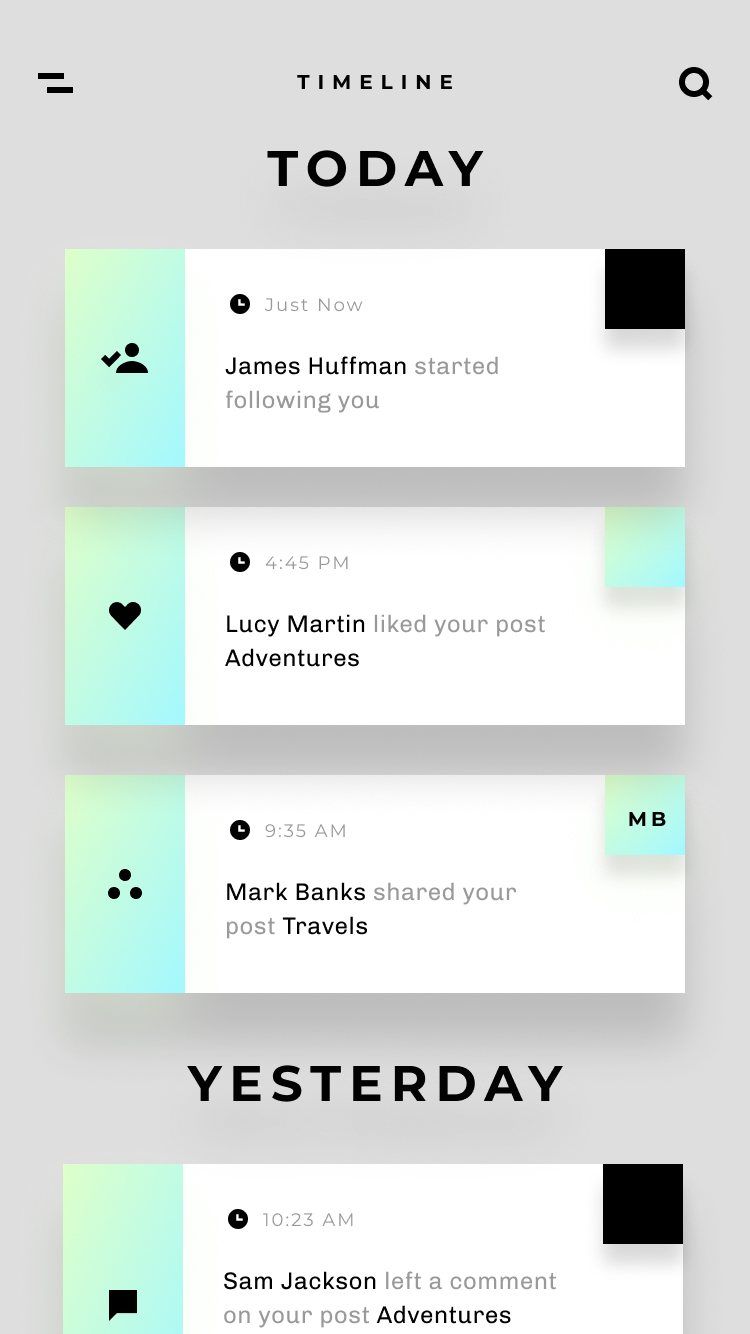 TIMELINE
TODAY
Just Now
James Huffman started
following you
4:45 PM
Lucy Martin liked your post
Adventures
9:35 AM
MB
Mark Banks shared your
post Travels
YESTERDAY
10:23 AM
Sam Jackson left a comment
on your post Adventures